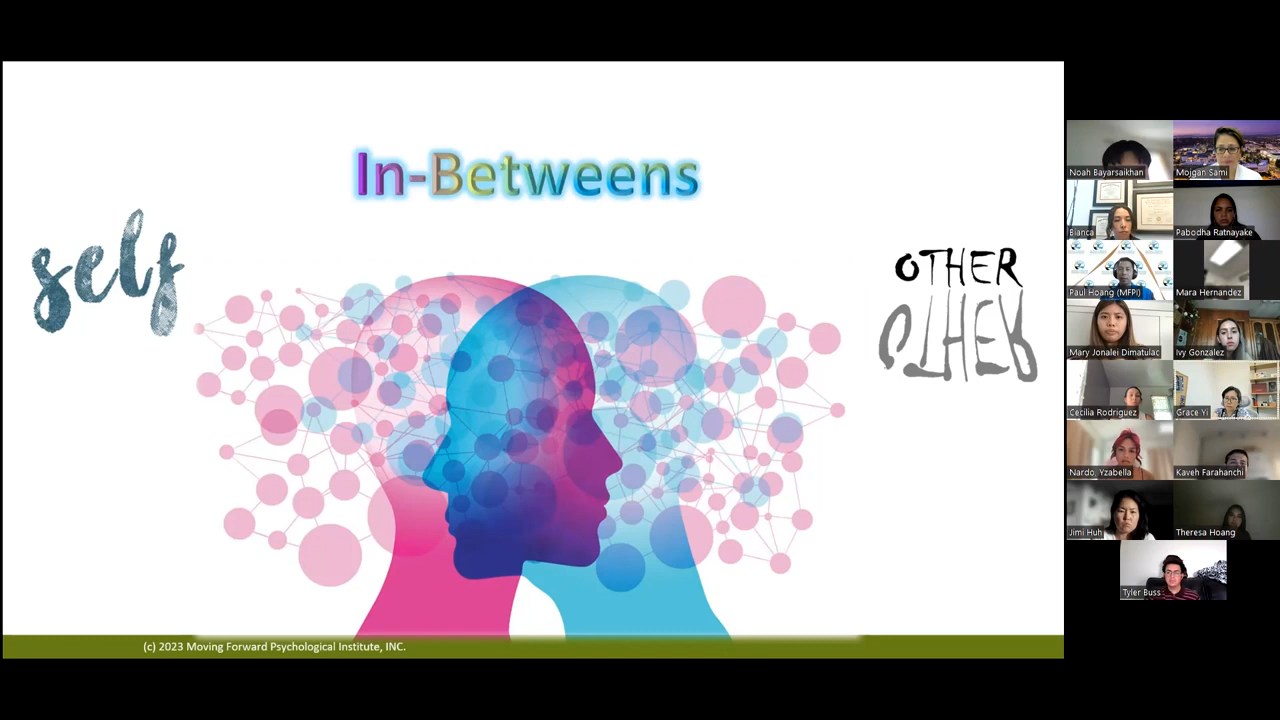 In-Betweens
self
OTHER
OTHER
(c) 2023 Moving Forward Psychological Institute, INC.
Noah Bayarsaikhan
Mojgan Sami
Bianca
Pabodha Ratnayake
Paul Hoang (MFPI)
Mara Hernandez
Mary Jonalei Dimatulac
Ivy Gonzalez
Cecilia Rodriguez
Grace Yi
Nardo, Yzabella
Kaveh Farahanchi
Jimi Huh
Theresa Hoang
Tyler Buss